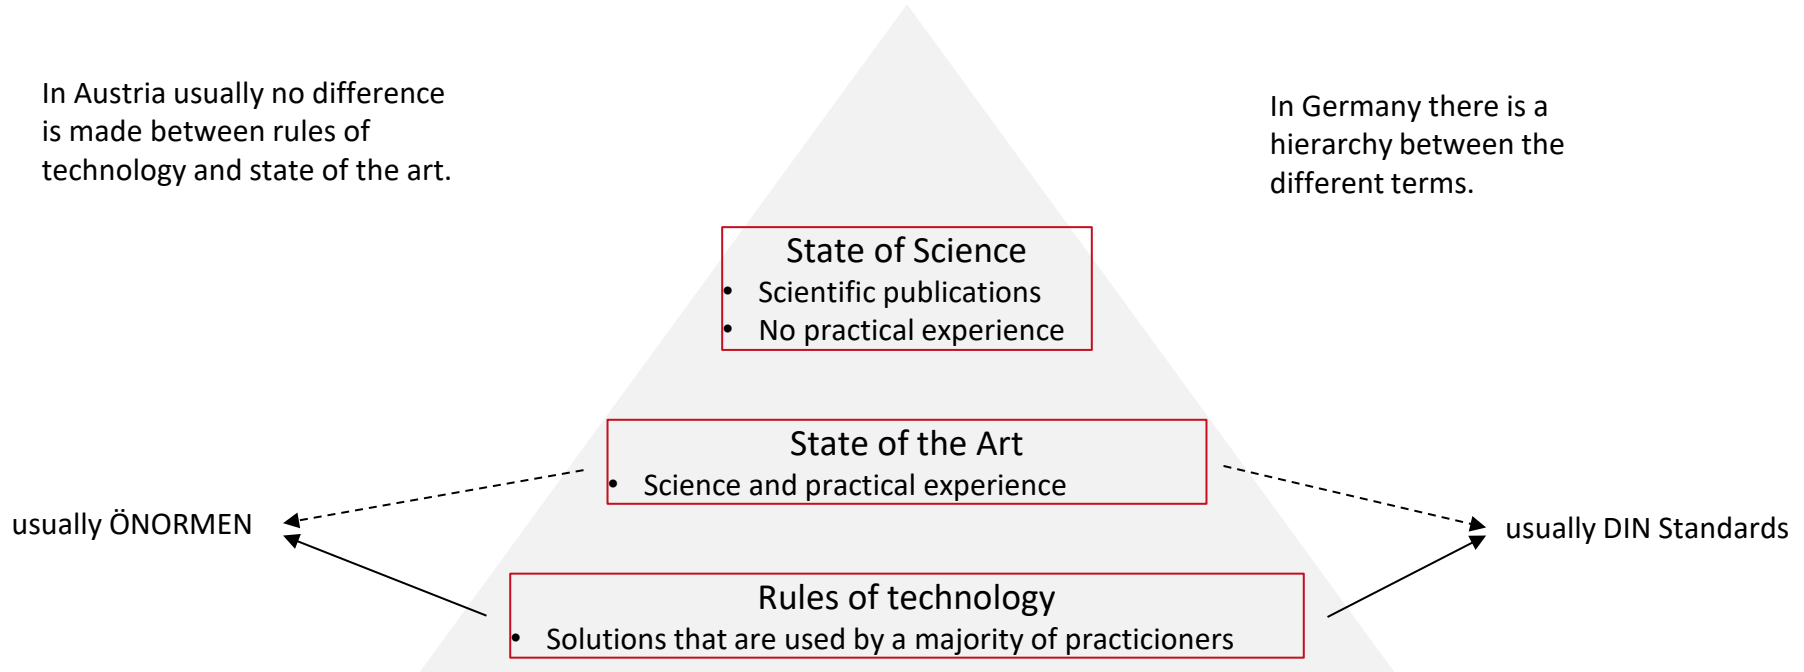 In Austria usually no difference
is made between rules of
technology and state of the art.
In Germany there is a
hierarchy between the
different terms.
State of Science
• Scientific publications
• No practical experience
State of the Art
• Science and practical experience
usually ÖNORMEN
usually DIN Standards
Rules of technology
• Solutions that are used by a majority of practicioners